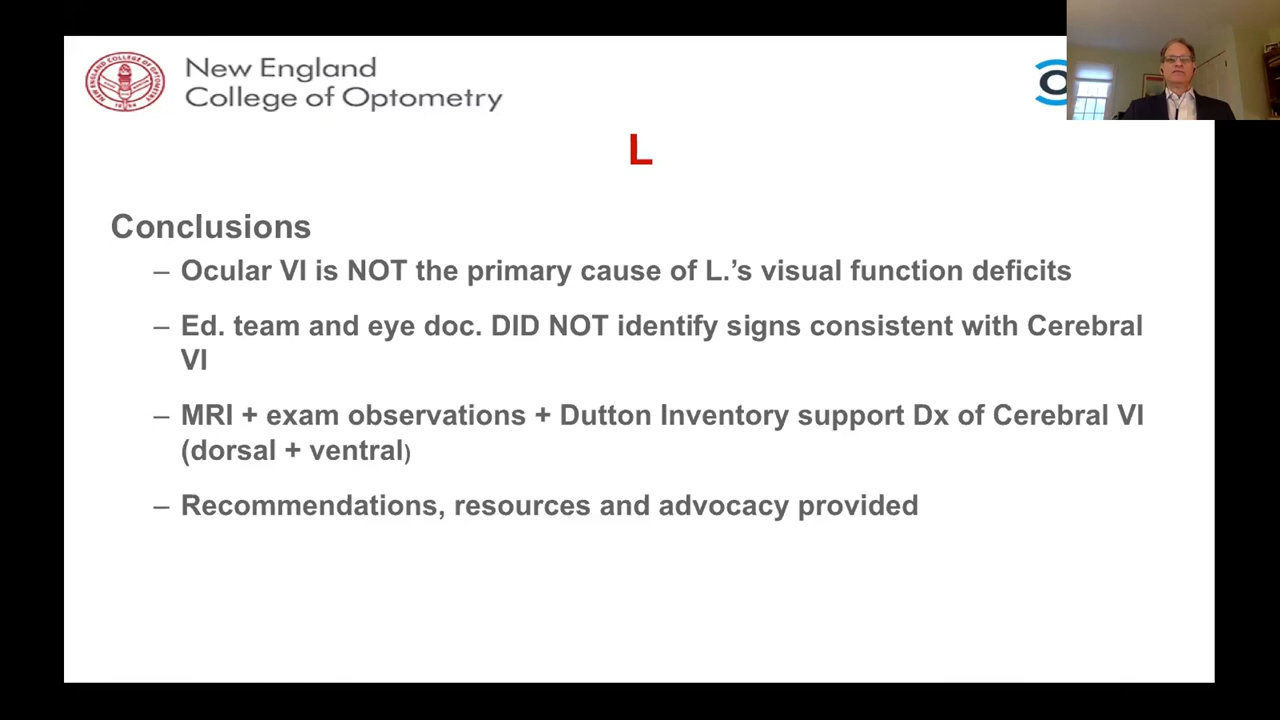 New England
College of Optometry
L
Conclusions
– Ocular VI is NOT the primary cause of L.’s visual function deficits
– Ed. team and eye doc. DID NOT identify signs consistent with Cerebral
VI
– MRI + exam observations + Dutton Inventory support Dx of Cerebral VI
(dorsal + ventral)
– Recommendations, resources and advocacy provided